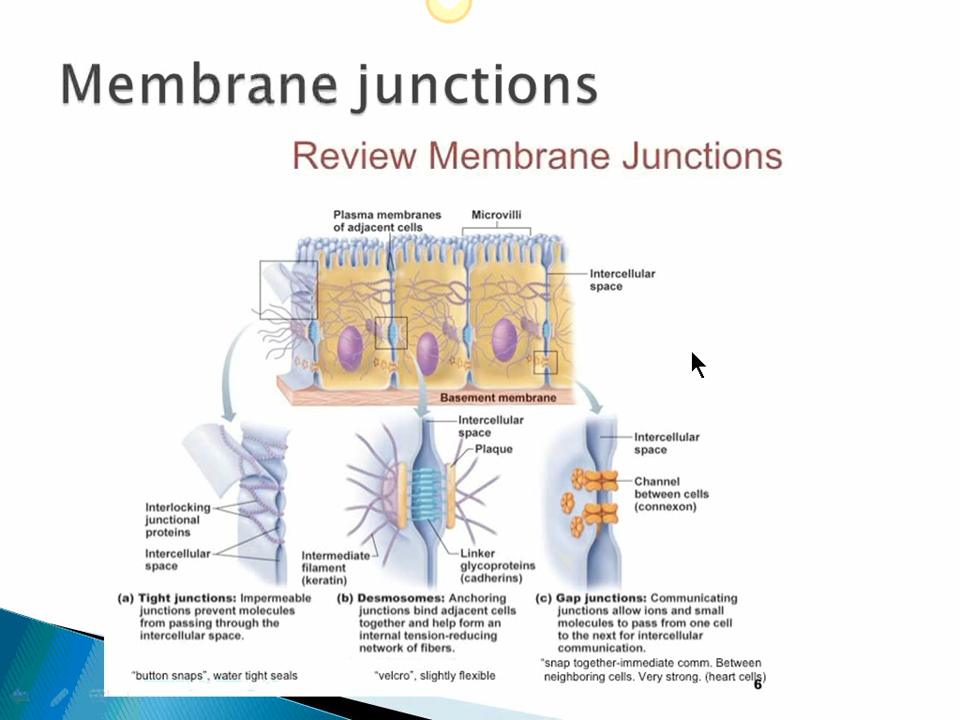 Membrane junctions
Review Membrane Junctions
Plasma membranes
of adjacent cells
Microvilli
Intercellular
space
Basement membrane
Interlocking
junctional
proteins
Intercellular
space
Intercellular
space
Plaque
Intermediate
filament
(keratin)
Linker
glycoproteins
(cadherins)
Intercellular
space
Channel
between cells
(connexon)
(a) Tight junctions: Impermeable
junctions prevent molecules
from passing through the
intercellular space.
(b) Desmosomes: Anchoring
junctions bind adjacent cells
together and help form an
internal tension-reducing
network of fibers.
(c) Gap junctions: Communicating
junctions allow ions and small
molecules to pass from one cell
to the next for intercellular
communication.
"button snaps", water tight seals
"velcro", slightly flexible
"snap together-immediate comm. Between
neighboring cells. Very strong. (heart cells)
6